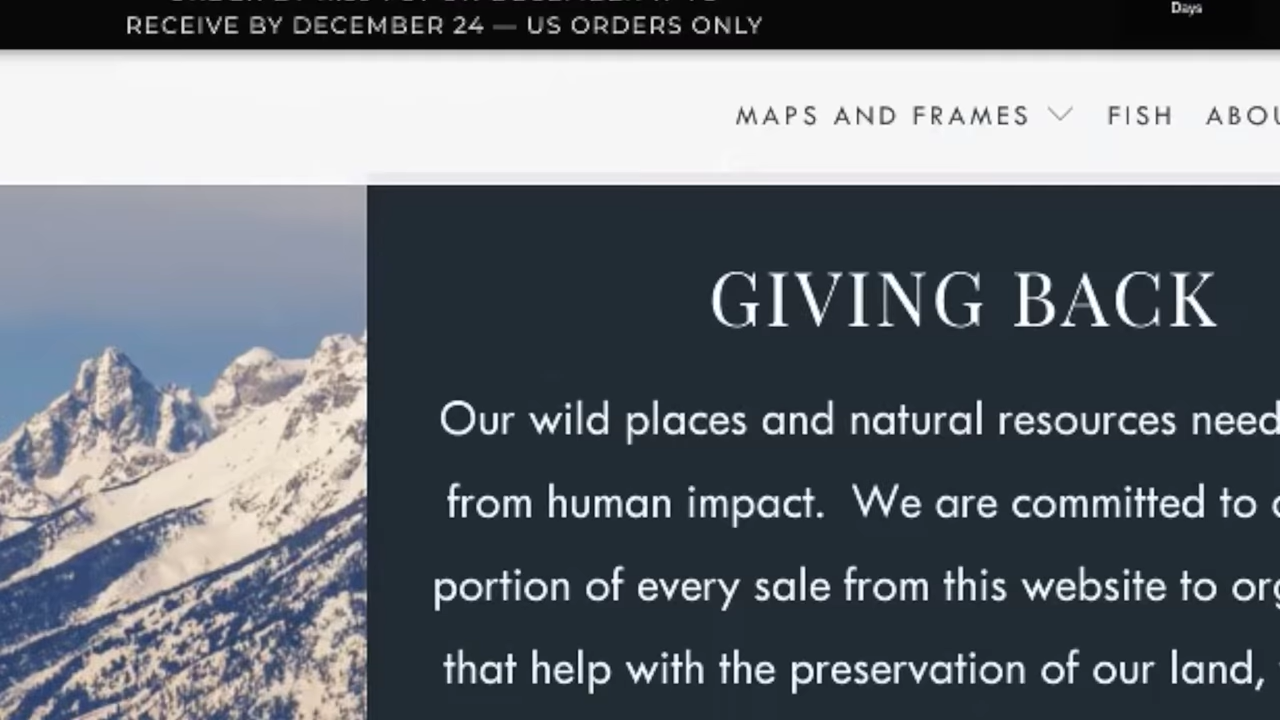 RECEIVE BY DECEMBER 24 — US ORDERS ONLY
Days
MAPS AND FRAMES FISH ABOU
GIVING BACK
Our wild places and natural resources need
from human impact. We are committed to
portion of every sale from this website to org
that help with the preservation of our land,